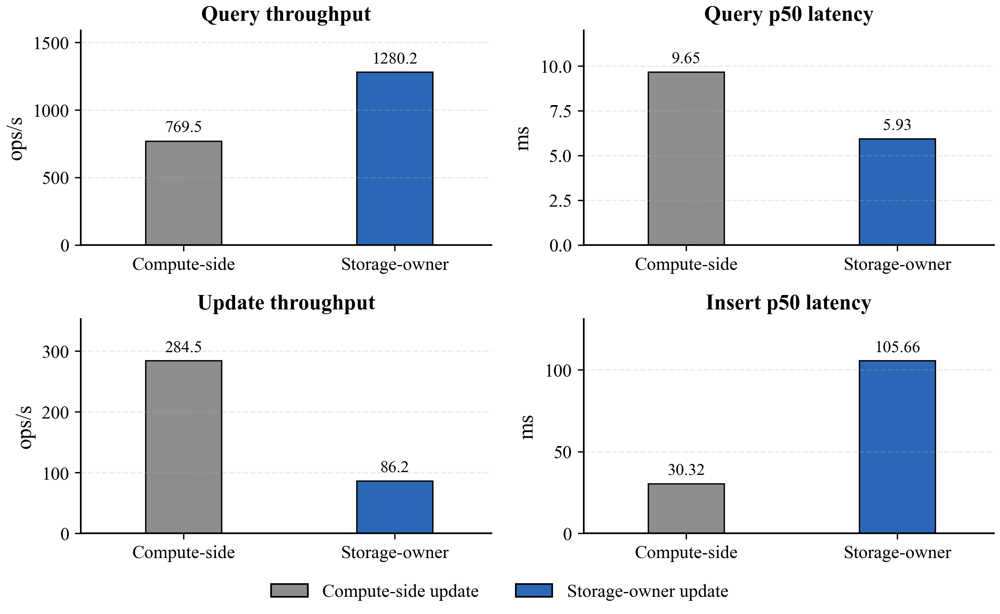 Query throughput
ops/s
1500
1000
500
0
769.5
1280.2
Compute-side
Storage-owner
Query p50 latency
ms
10.0
7.5
5.0
2.5
0.0
9.65
5.93
Compute-side
Storage-owner
Update throughput
ops/s
300
200
100
0
284.5
86.2
Compute-side
Storage-owner
Insert p50 latency
ms
100
50
0
30.32
105.66
Compute-side
Storage-owner
Compute-side update
Storage-owner update